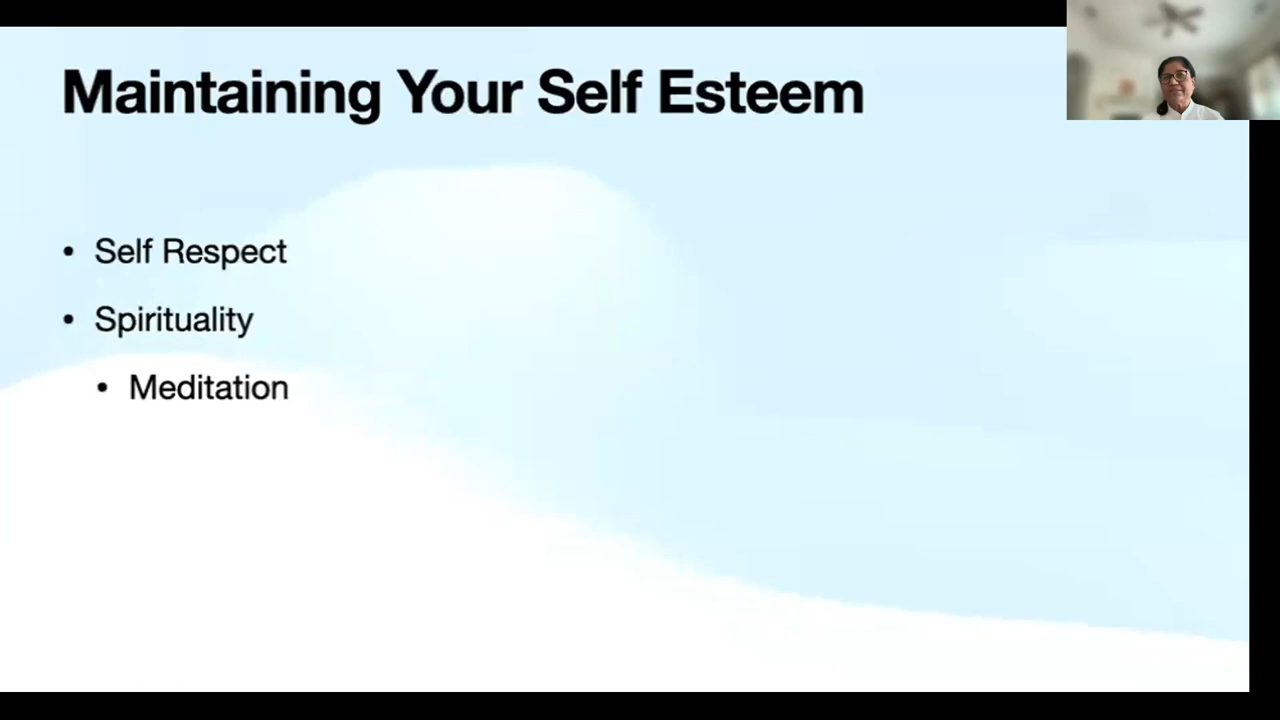 Maintaining Your Self Esteem
• Self Respect
• Spirituality
• Meditation